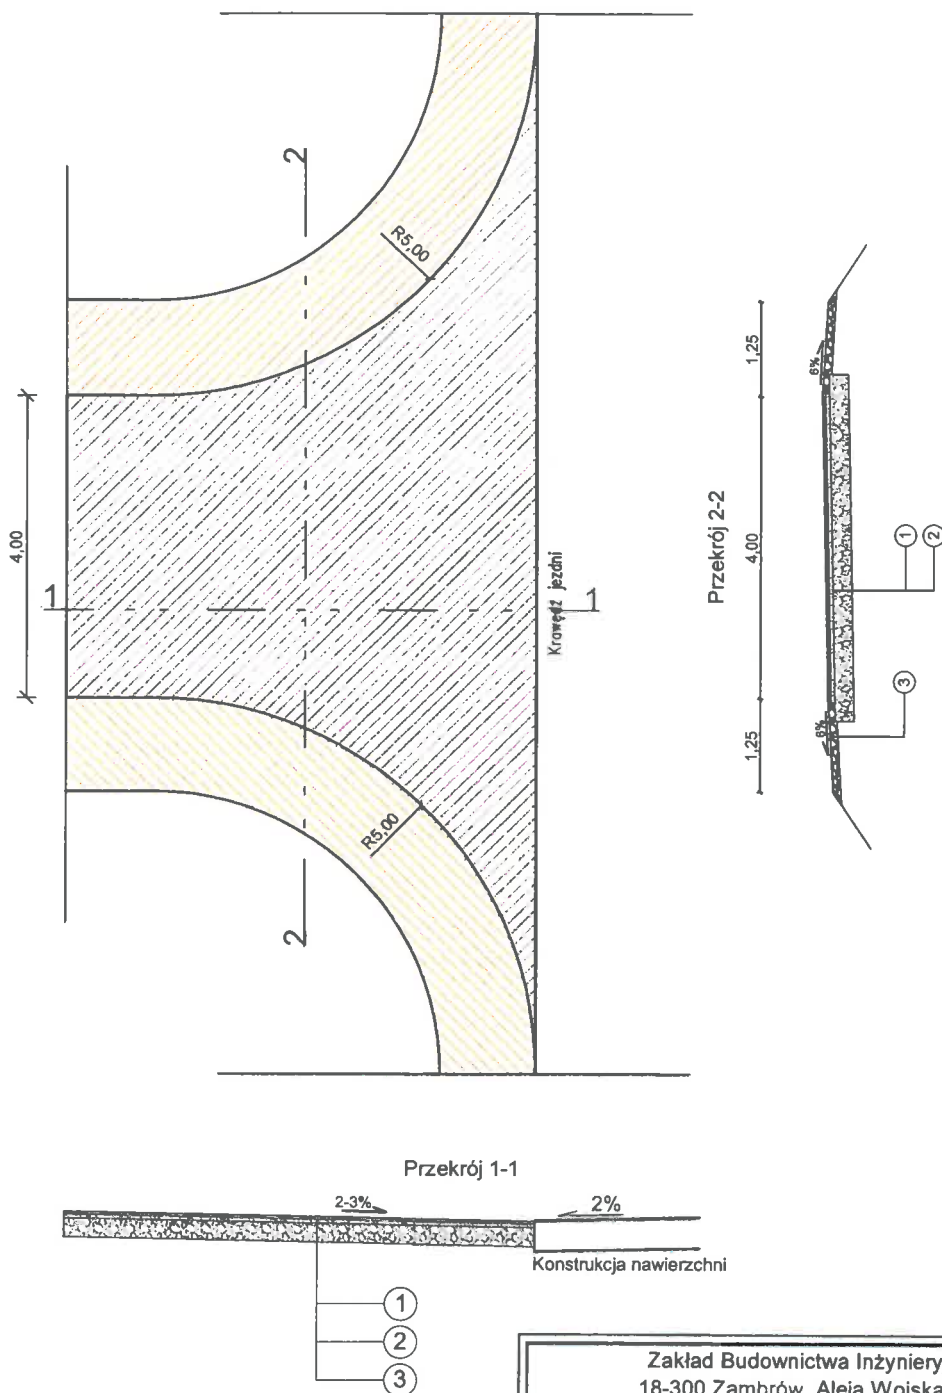 2
R5,00
4,00
1
1
Krawędź jezdni
R5,00
2
1,25
6%
Przekrój 2-2
4,00
1
2
3
6%
1,25
Przekrój 1-1
2-3%
2%
Konstrukcja nawierzchni
1
2
3
Zakład Budownictwa Inżyniery
18-300 Zambrów, Aleja Wojska